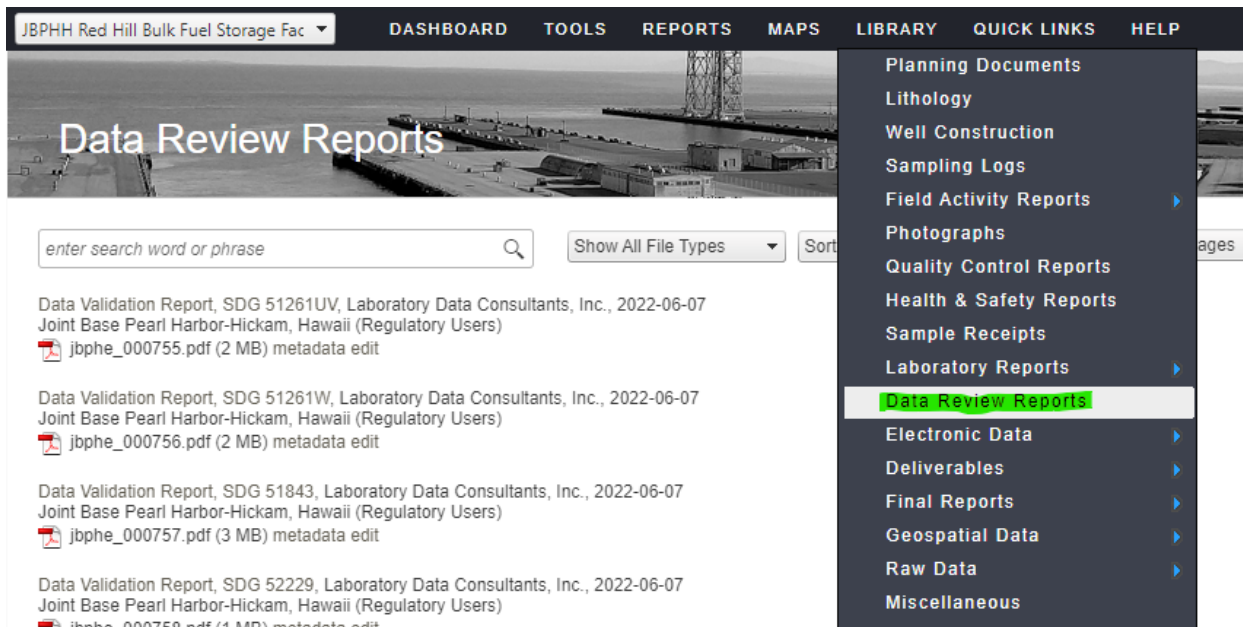 JBPHH Red Hill Bulk Fuel Storage Fac
DASHBOARD TOOLS REPORTS MAPS LIBRARY QUICK LINKS HELP
Data Review Reports
enter search word or phrase
Show All File Types
Sort
ages
Data Validation Report, SDG 51261UV, Laboratory Data Consultants, Inc., 2022-06-07
Joint Base Pearl Harbor-Hickam, Hawaii (Regulatory Users)
jbphe_000755.pdf (2 MB) metadata edit
Data Validation Report, SDG 51261W, Laboratory Data Consultants, Inc., 2022-06-07
Joint Base Pearl Harbor-Hickam, Hawaii (Regulatory Users)
jbphe_000756.pdf (2 MB) metadata edit
Data Validation Report, SDG 51843, Laboratory Data Consultants, Inc., 2022-06-07
Joint Base Pearl Harbor-Hickam, Hawaii (Regulatory Users)
jbphe_000757.pdf (3 MB) metadata edit
Data Validation Report, SDG 52229, Laboratory Data Consultants, Inc., 2022-06-07
Joint Base Pearl Harbor-Hickam, Hawaii (Regulatory Users)
jbphe_000758.pdf (1 MB) metadata edit
Planning Documents
Lithology
Well Construction
Sampling Logs
Field Activity Reports
Photographs
Quality Control Reports
Health & Safety Reports
Sample Receipts
Laboratory Reports
Data Review Reports
Electronic Data
Deliverables
Final Reports
Geospatial Data
Raw Data
Miscellaneous